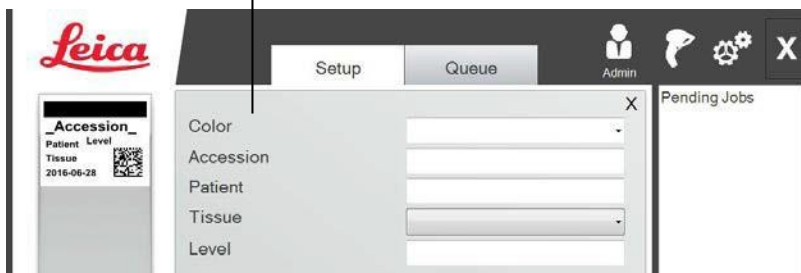 Leica
Setup
Queue
Admin
X
X
Pending Jobs
_Accession_
Patient Level
Tissue
2016-06-28
Color
Accession
Patient
Tissue
Level